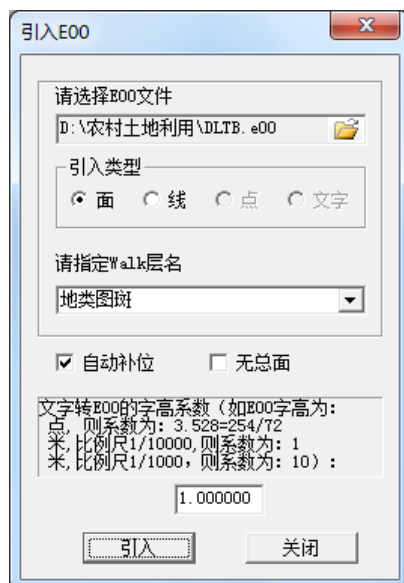 引入E00
请选择E00文件
D:\农村土地利用\DLTB.e00
引入类型
面 线 点 文字
请指定Walk层名
地类图斑
自动补位 无总面
文字转E00的字高系数（如E00字高为:
点, 则系数为: 3.528=254/72
米,比例尺1/10000,则系数为: 1
米,比例尺1/1000, 则系数为: 10）:
1.000000
引入 关闭